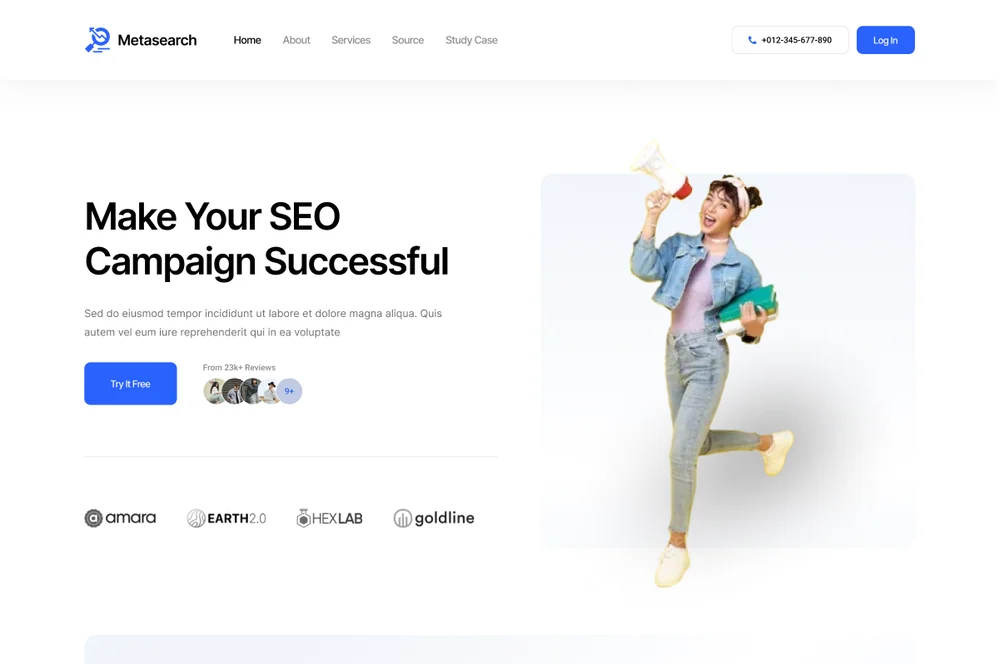 Metasearch
Home
About
Services
Source
Study Case
+012-345-677-890
Log In
Make Your SEO
Campaign Successful
Sed do eiusmod tempor incididunt ut labore et dolore magna aliqua. Quis
autem vel eum iure reprehenderit qui in ea voluptate
Try It Free
From 23k+ Reviews
9+
amara
EARTH2.0
HEXLAB
goldline